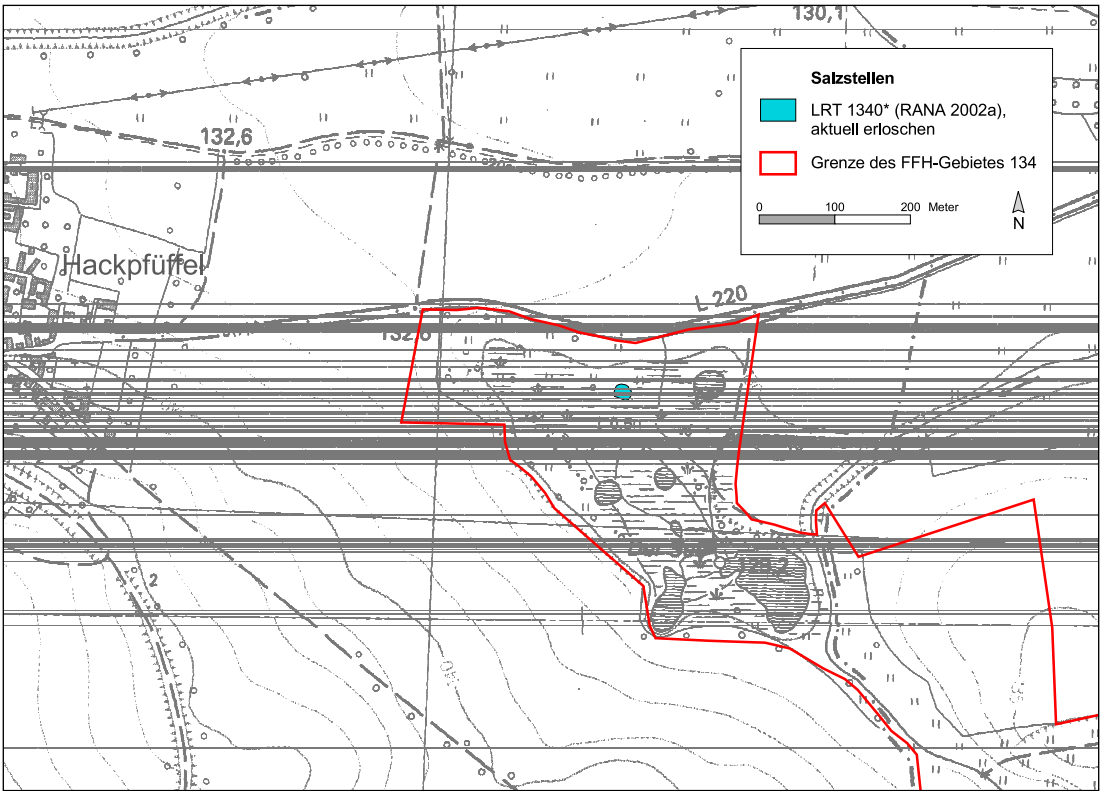 130,1
Salzstellen
LRT 1340* (RANA 2002a),
aktuell erloschen
Grenze des FFH-Gebietes 134
0 100 200 Meter
N
132,6
Hackpfüffel
L 220
132,6
2